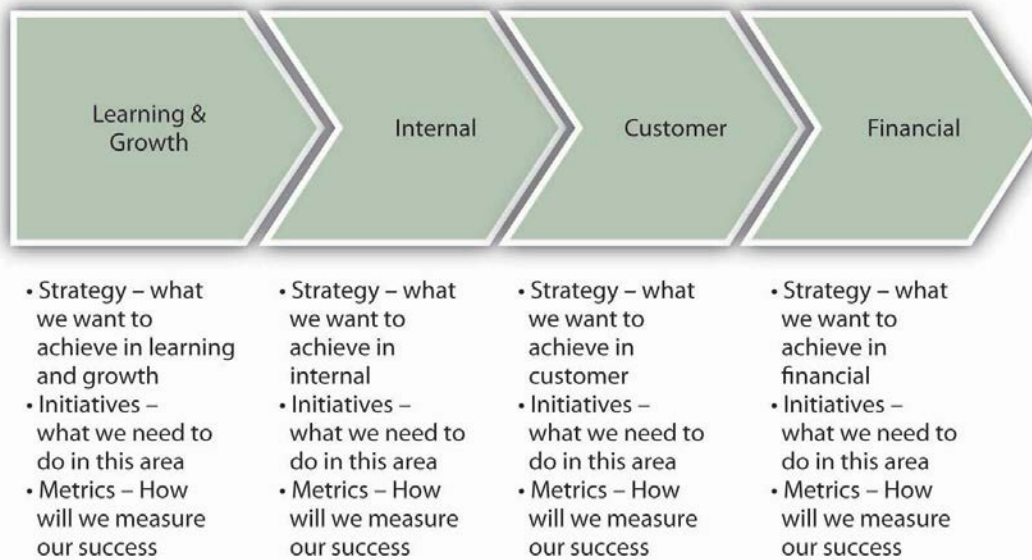 Learning &
Growth
Internal
Customer
Financial
• Strategy – what
we want to
achieve in learning
and growth
• Initiatives –
what we need to
do in this area
• Metrics – How
will we measure
our success
• Strategy – what
we want to
achieve in
internal
• Initiatives –
what we need to
do in this area
• Metrics – How
will we measure
our success
• Strategy – what
we want to
achieve in
customer
• Initiatives –
what we need to
do in this area
• Metrics – How
will we measure
our success
• Strategy – what
we want to
achieve in
financial
• Initiatives –
what we need to
do in this area
• Metrics – How
will we measure
our success